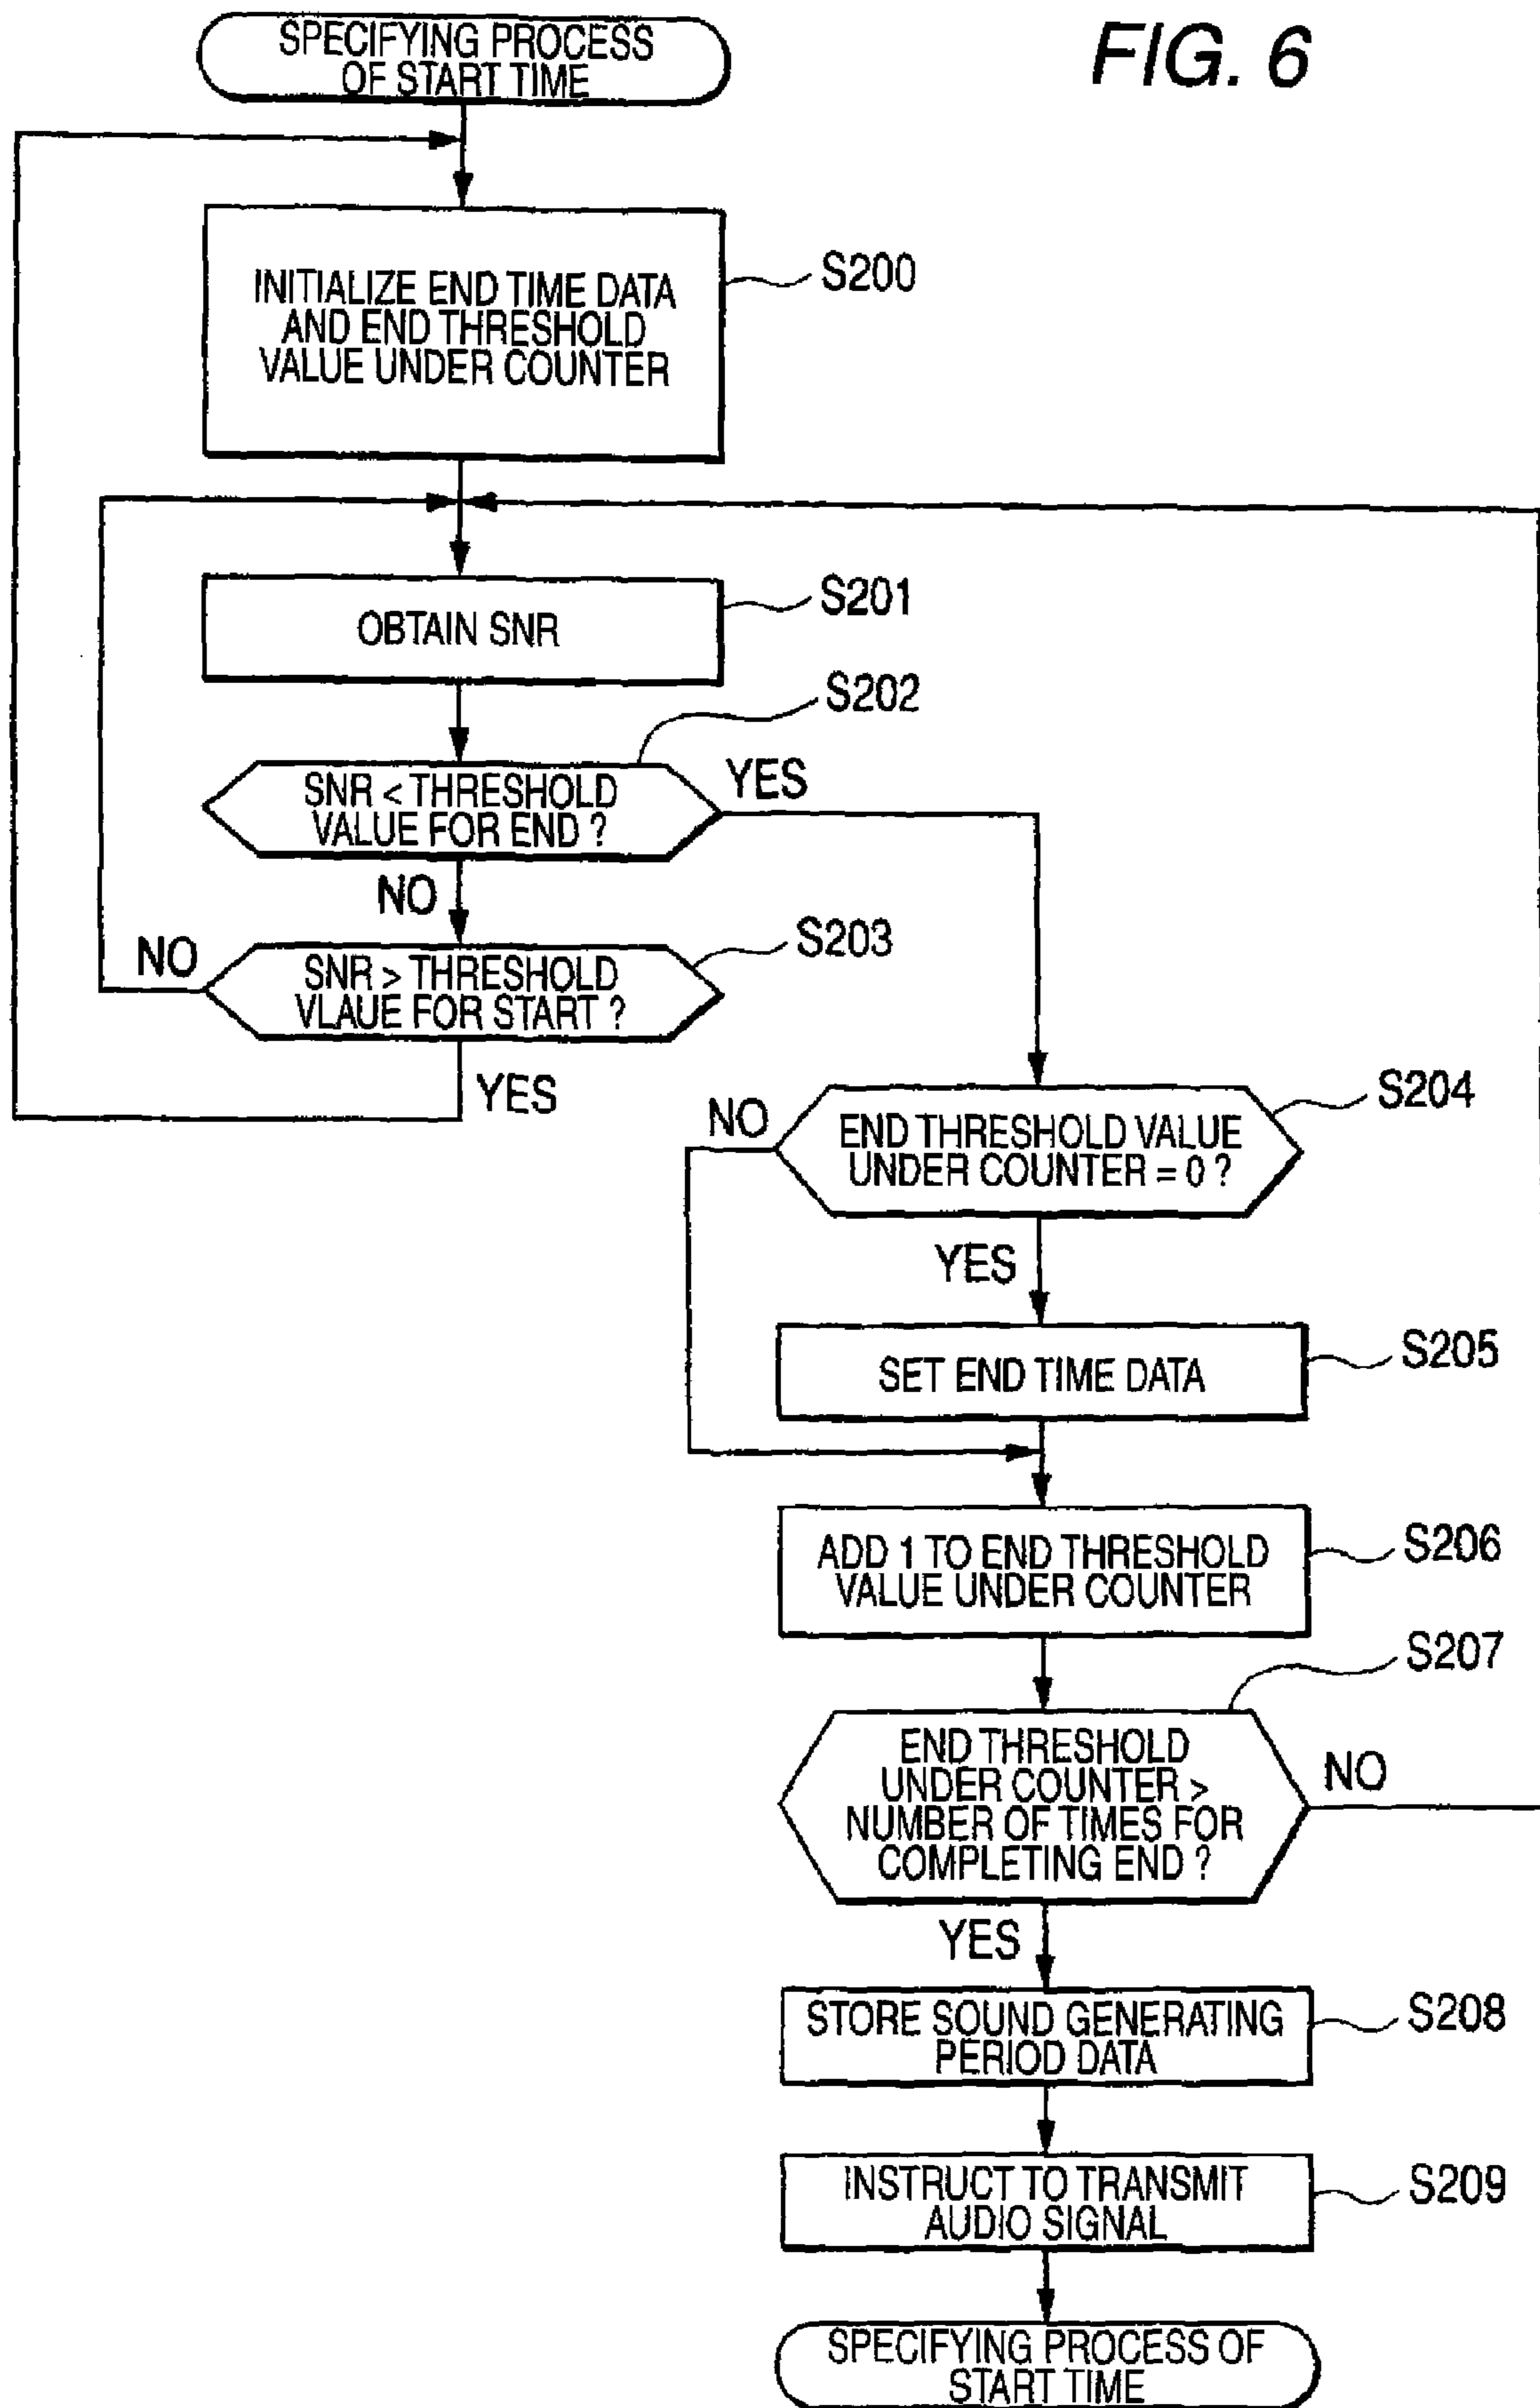 SPECIFYING PROCESS
OF START TIME
FIG. 6
INITIALIZE END TIME DATA
AND END THRESHOLD
VALUE UNDER COUNTER
S200
OBTAIN SNR
S201
SNR < THRESHOLD
VALUE FOR END ?
S202
YES
NO
SNR > THRESHOLD
VLAUE FOR START ?
S203
NO
YES
END THRESHOLD VALUE
UNDER COUNTER = 0 ?
S204
NO
YES
SET END TIME DATA
S205
ADD 1 TO END THRESHOLD
VALUE UNDER COUNTER
S206
END THRESHOLD
UNDER COUNTER >
NUMBER OF TIMES FOR
COMPLETING END ?
S207
NO
YES
STORE SOUND GENERATING
PERIOD DATA
S208
INSTRUCT TO TRANSMIT
AUDIO SIGNAL
S209
SPECIFYING PROCESS OF
START TIME